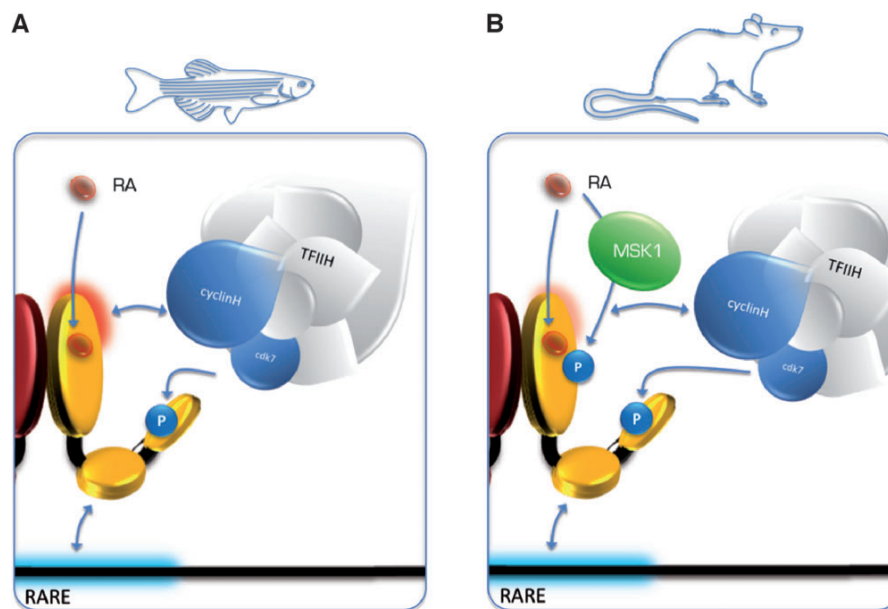 A
B
RA
TFIIH
cyclinH
cdk7
P
RARE
RA
MSK1
TFIIH
cyclinH
cdk7
P
P
RARE